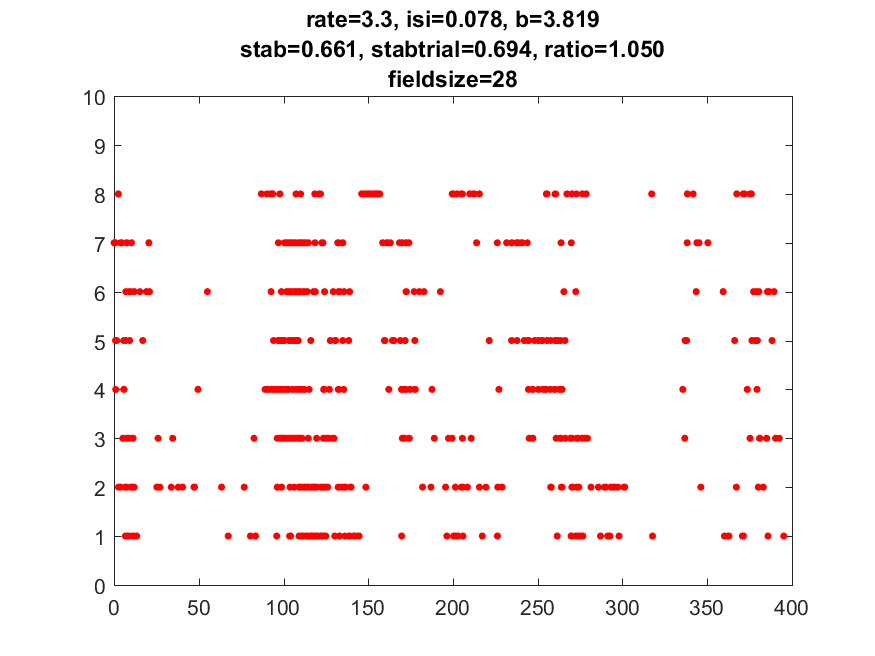 rate=3.3, isi=0.078, b=3.819
stab=0.661, stabtrial=0.694, ratio=1.050
fieldsize=28
10
9
8
7
6
5
4
3
2
1
0
0 50 100 150 200 250 300 350 400